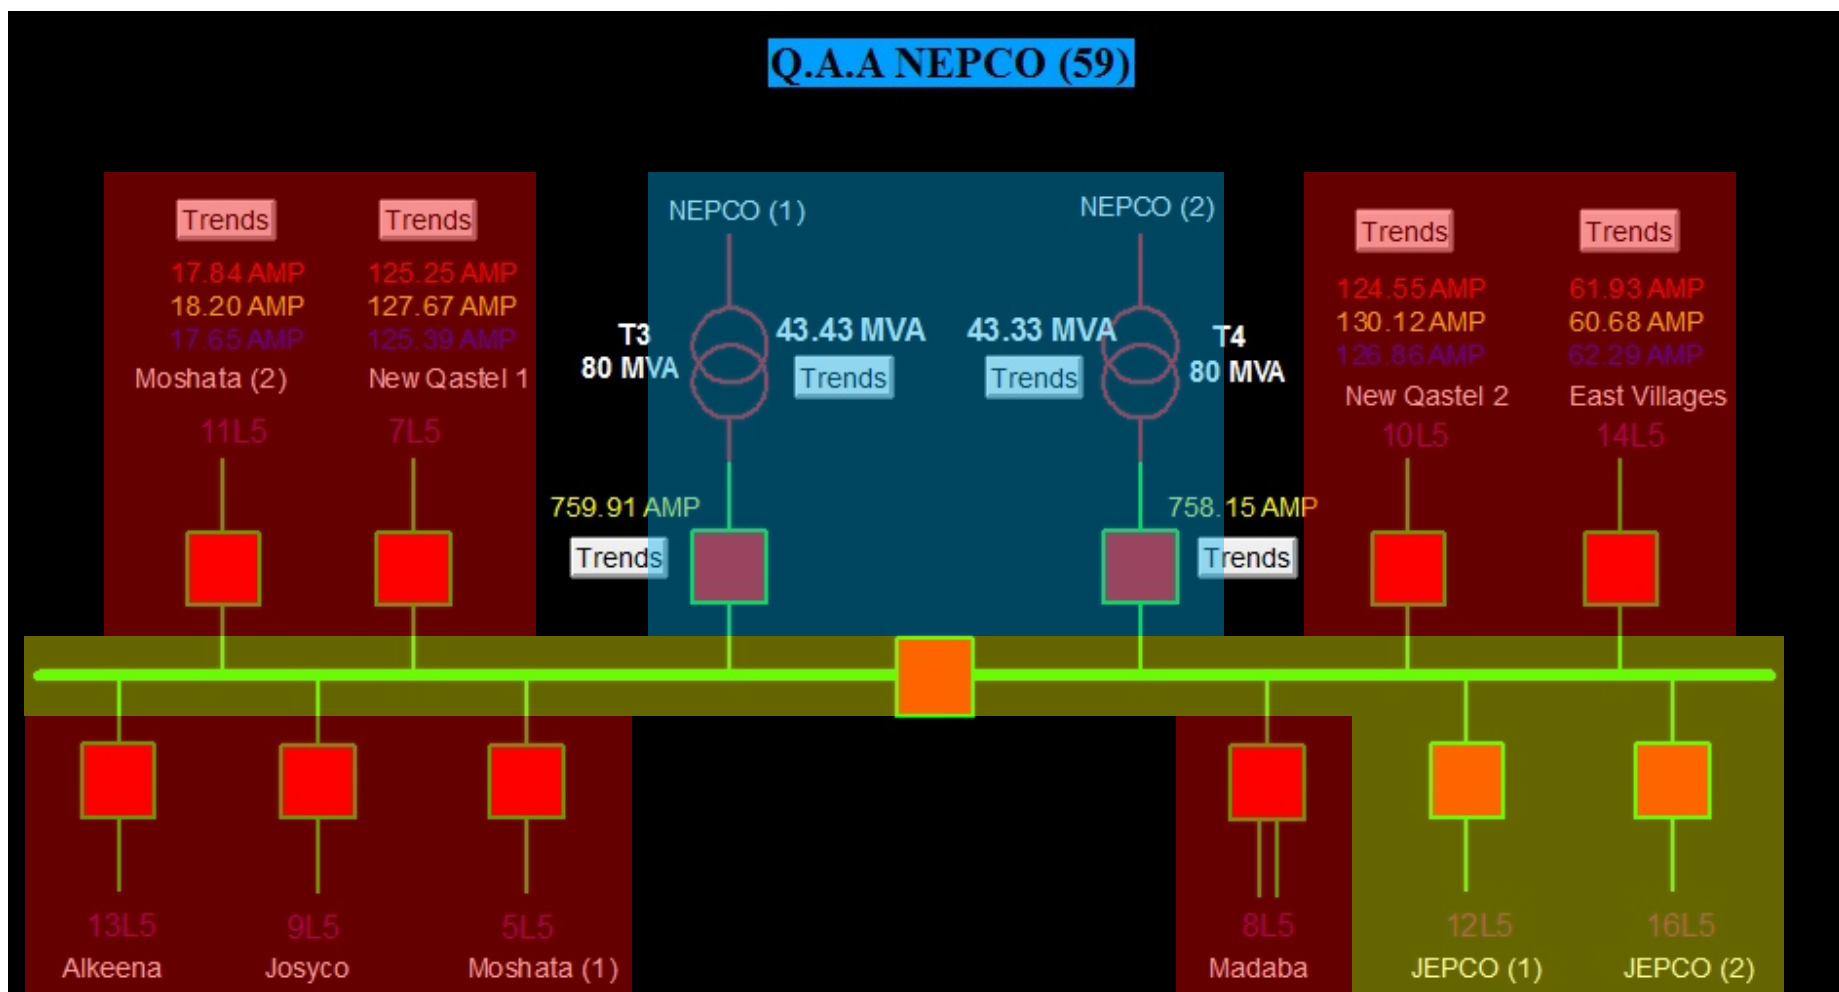 Q.A.A NEPCO (59)
Trends
17.84 AMP
18.20 AMP
17.65 AMP
Moshata (2)
11L5
Trends
125.25 AMP
127.67 AMP
125.39 AMP
New Qastel 1
7L5
NEPCO (1)
T3
80 MVA
43.43 MVA
Trends
759.91 AMP
Trends
NEPCO (2)
43.33 MVA
Trends
T4
80 MVA
758.15 AMP
Trends
Trends
124.55 AMP
130.12 AMP
126.86 AMP
New Qastel 2
10L5
Trends
61.93 AMP
60.68 AMP
62.29 AMP
East Villages
14L5
13L5
Alkeena
9L5
Josyco
5L5
Moshata (1)
8L5
Madaba
12L5
JEPCO (1)
16L5
JEPCO (2)